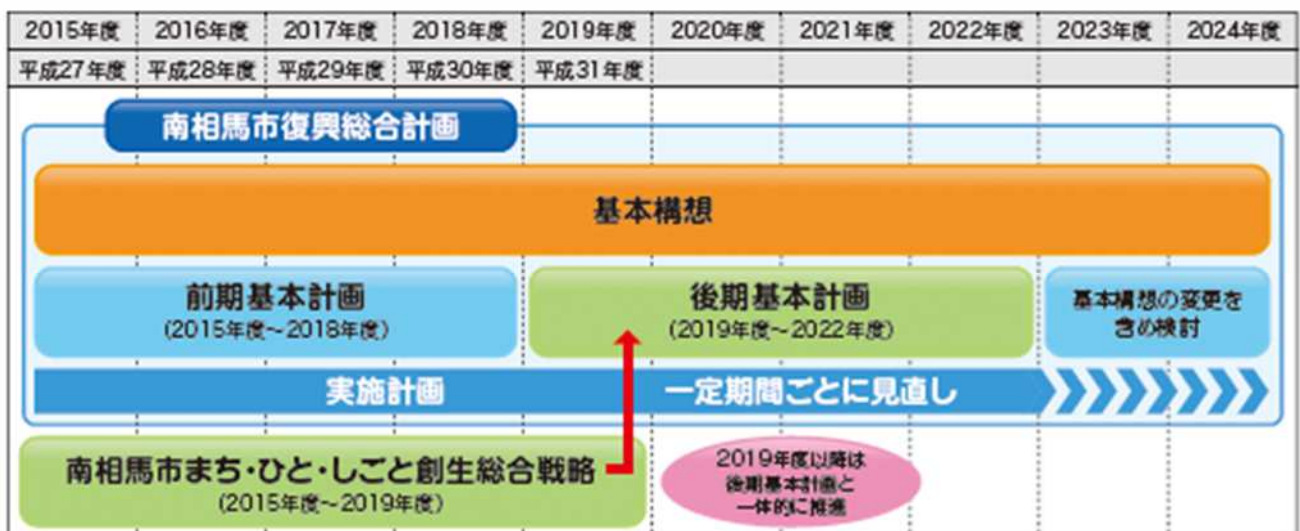 2015年度 2016年度 2017年度 2018年度 2019年度 2020年度 2021年度 2022年度 2023年度 2024年度
平成27年度 平成28年度 平成29年度 平成30年度 平成31年度
南相馬市復興総合計画
基本構想
前期基本計画
(2015年度~2018年度)
後期基本計画
(2019年度~2022年度)
基本構想の変更を
含め検討
実施計画 一定期間ごとに見直し
南相馬市まち・ひと・しごと創生総合戦略
(2015年度~2019年度)
2019年度以降は
後期基本計画と
一体的に推進